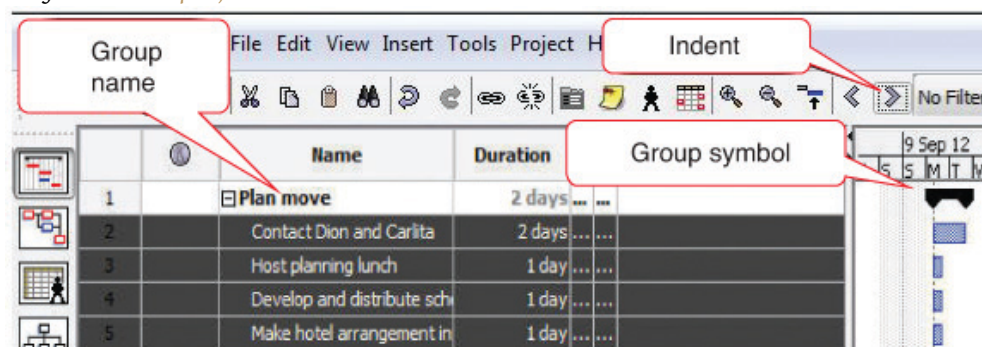 Group name
File Edit View Insert Tools Project H
Indent
No Filte
Group symbol
Name Duration
9 Sep 12
S S M T W
1 Plan move 2 days ... ...
2 Contact Dion and Carlita 2 days ... ...
3 Host planning lunch 1 day ... ...
4 Develop and distribute sch 1 day ... ...
5 Make hotel arrangement in 1 day ... ...